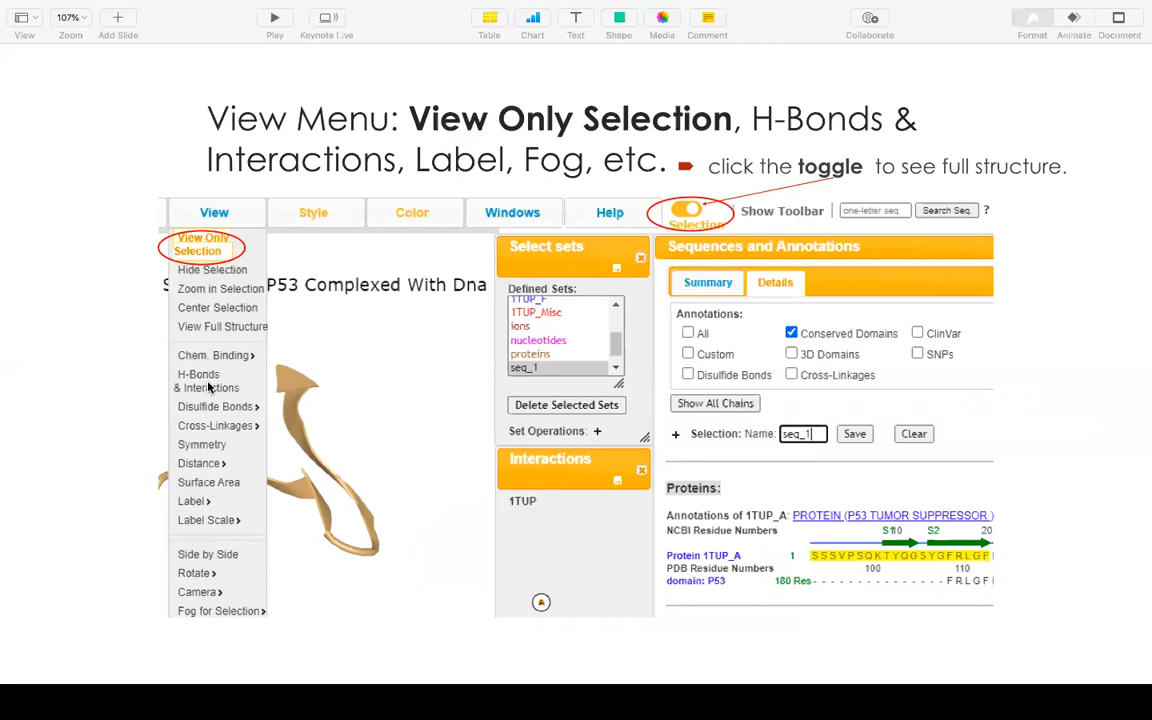 107%
View Zoom Add Slide Play Keynote Live Table Chart Text Shape Media Comment Collaborate Format Animate Document
View Menu: View Only Selection, H-Bonds &
Interactions, Label, Fog, etc.
click the toggle to see full structure.
View Style Color Windows Help Selection Show Toolbar one-letter seq. Search Seq. ?
View Only
Selection
Hide Selection
Zoom in Selection
Center Selection
View Full Structure
Chem. Binding
H-Bonds
& Interactions
Disulfide Bonds
Cross-Linkages
Symmetry
Distance
Surface Area
Label
Label Scale
Side by Side
Rotate
Camera
Fog for Selection
P53 Complexed With Dna
Select sets
Defined Sets:
1TUP_F
1TUP_Misc
ions
nucleotides
proteins
seq_1
Delete Selected Sets
Set Operations: +
Interactions
1TUP
A
Sequences and Annotations
Summary Details
Annotations:
All Conserved Domains ClinVar
Custom 3D Domains SNPs
Disulfide Bonds Cross-Linkages
Show All Chains
+ Selection: Name: seq_1 Save Clear
Proteins:
Annotations of 1TUP_A: PROTEIN (P53 TUMOR SUPPRESSOR )
NCBI Residue Numbers S1 10 S2 20
Protein 1TUP_A 1 SSSVPSQKTYQGSYGFRLGF
PDB Residue Numbers 100 110
domain: P53 180 Res - - - - - - - - - - - - - - FRLGF